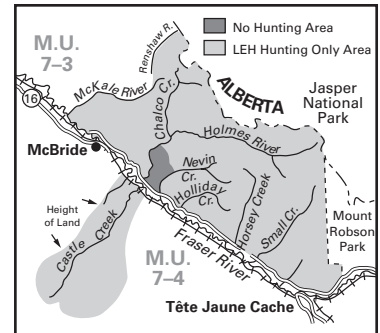 No Hunting Area
LEH Hunting Only Area
M.U.
7–3
Renshaw R.
McKale River
Chalco Cr.
ALBERTA
Jasper
National
Park
16
McBride
Holmes River
Nevin
Cr.
Holliday
Cr.
Horsey Creek
Small Cr.
Height
of Land
Castle
Creek
Fraser River
Mount
Robson
Park
M.U.
7–4
Tête Jaune Cache